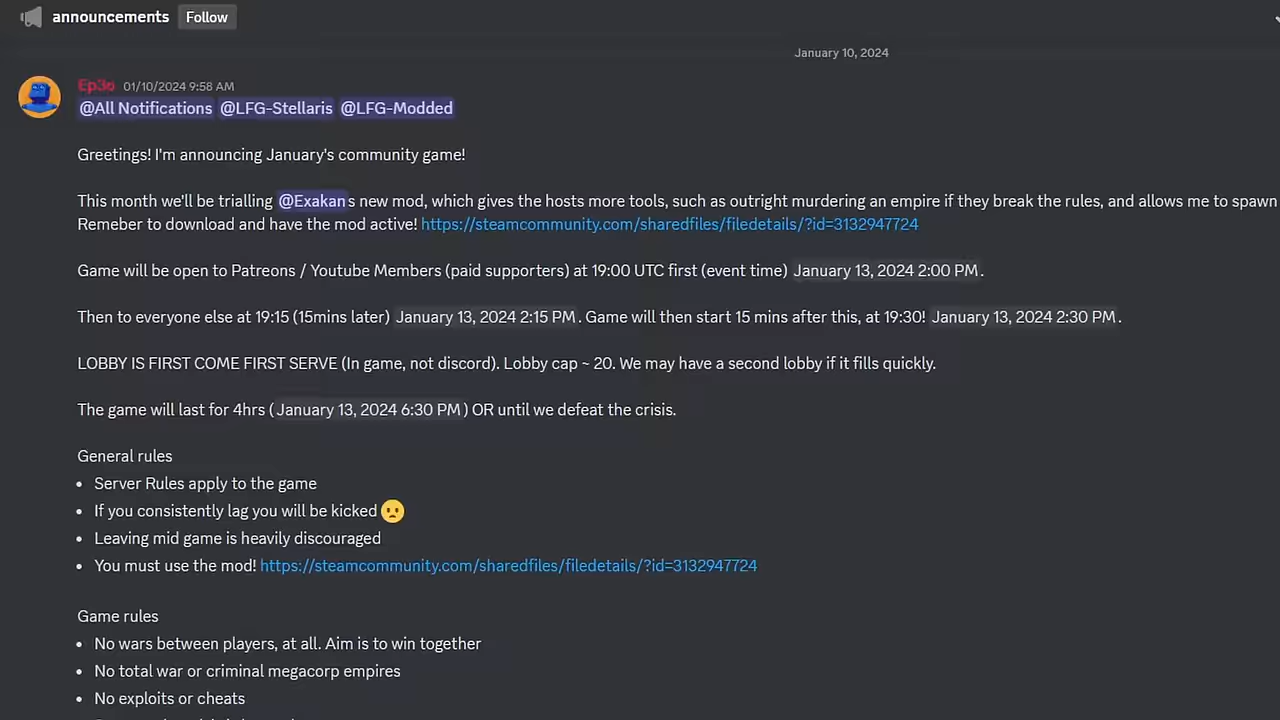 announcements Follow
January 10, 2024
Ep3o 01/10/2024 9:58 AM
@All Notifications @LFG-Stellaris @LFG-Modded
Greetings! I'm announcing January's community game!
This month we'll be trialling @Exakan s new mod, which gives the hosts more tools, such as outright murdering an empire if they break the rules, and allows me to spawn
Remeber to download and have the mod active! https://steamcommunity.com/sharedfiles/filedetails/?id=3132947724
Game will be open to Patreons / Youtube Members (paid supporters) at 19:00 UTC first (event time) January 13, 2024 2:00 PM.
Then to everyone else at 19:15 (15mins later) January 13, 2024 2:15 PM. Game will then start 15 mins after this, at 19:30! January 13, 2024 2:30 PM.
LOBBY IS FIRST COME FIRST SERVE (In game, not discord). Lobby cap ~ 20. We may have a second lobby if it fills quickly.
The game will last for 4hrs (January 13, 2024 6:30 PM) OR until we defeat the crisis.
General rules
• Server Rules apply to the game
• If you consistently lag you will be kicked
• Leaving mid game is heavily discouraged
• You must use the mod! https://steamcommunity.com/sharedfiles/filedetails/?id=3132947724
Game rules
• No wars between players, at all. Aim is to win together
• No total war or criminal megacorp empires
• No exploits or cheats